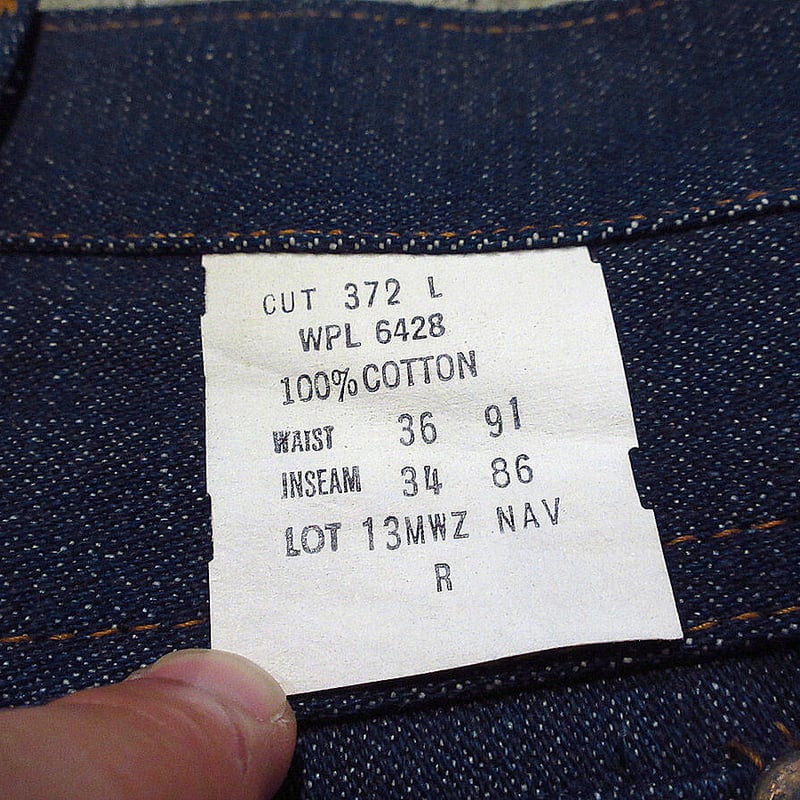 CUT 372 L
WPL 6428
100% COTTON
WAIST 36 91
INSEAM 34 86
LOT 13MWZ NAV
R